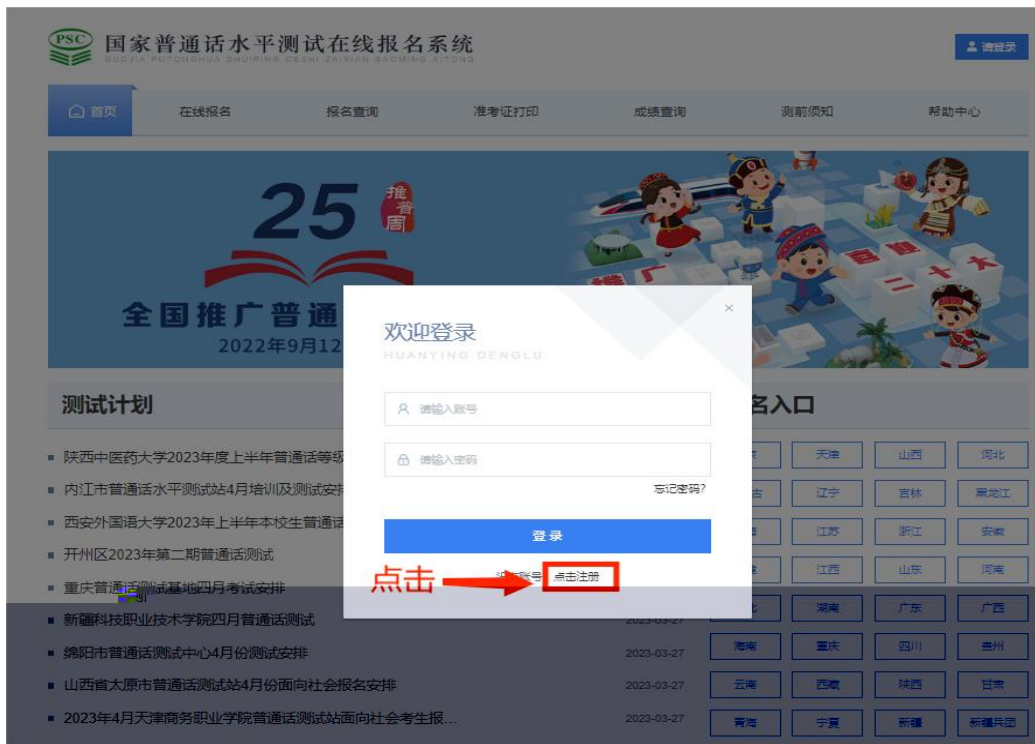 PSC
国家普通话水平测试在线报名系统
GUOJIA PUTONGHUA SHUIPING CESHI ZAIXIAN BAOMING XITONG
请登录
首页 在线报名 报名查询 准考证打印 成绩查询 测前须知 帮助中心
25 推普周
全国推广普通
2022年9月12
推广
喜迎二十大
欢迎登录
HUANYING DENGLU
×
请输入账号
请输入密码
忘记密码?
登录
账号 点击注册
点击
测试计划
陕西中医药大学2023年度上半年普通话等级
内江市普通话水平测试站4月培训及测试安排
西安外国语大学2023年上半年本校生普通话
开州区2023年第二期普通话测试
重庆普通话测试基地四月考试安排
新疆科技职业技术学院四月普通话测试 2023-03-27
绵阳市普通话测试中心4月份测试安排 2023-03-27
山西省太原市普通话测试站4月份面向社会报名安排 2023-03-27
2023年4月天津商务职业学院普通话测试站面向社会考生报... 2023-03-27
名入口
天津 山西 河北
古 辽宁 吉林 黑龙江
江苏 浙江 安徽
江西 山东 河南
北 湖南 广东 广西
海南 重庆 四川 贵州
云南 西藏 陕西 甘肃
青海 宁夏 新疆 新疆兵团